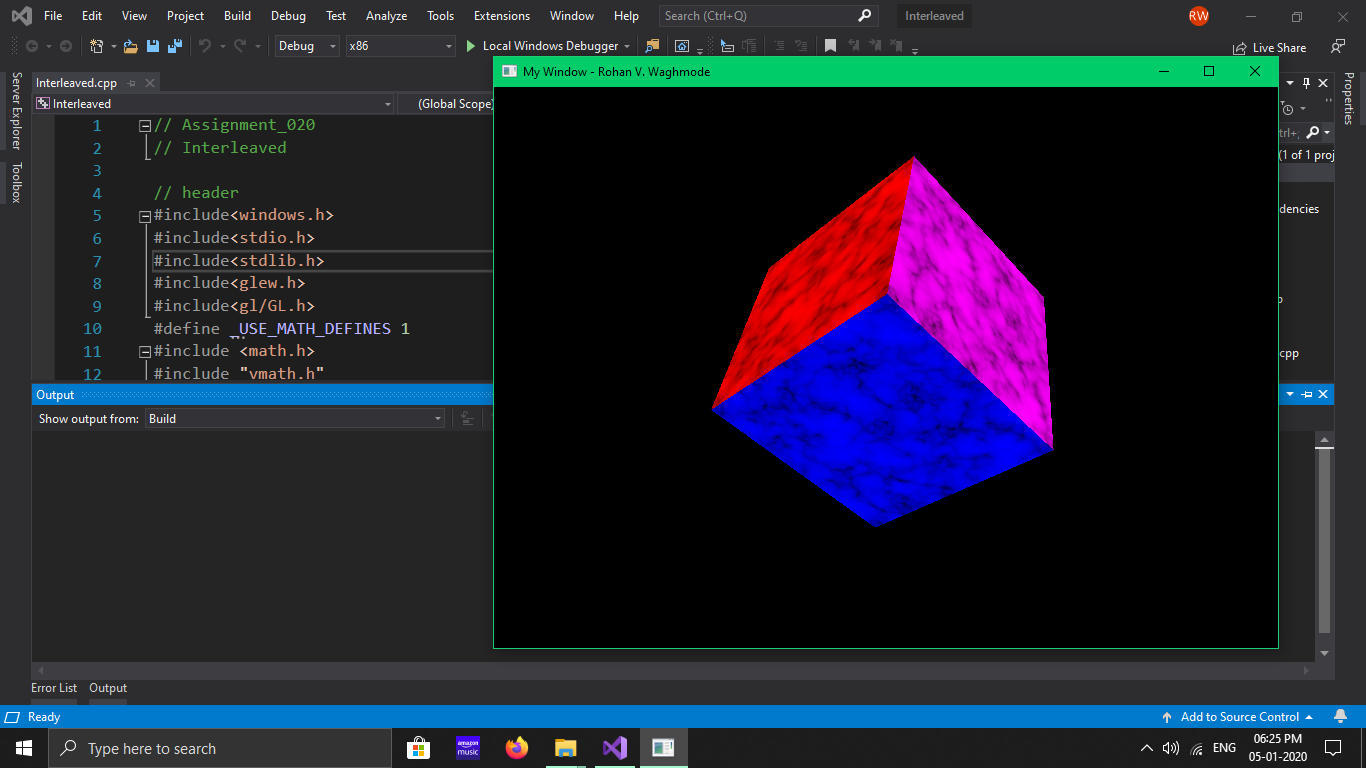 File Edit View Project Build Debug Test Analyze Tools Extensions Window Help Search (Ctrl+Q) Interleaved RW
Debug x86 Local Windows Debugger Live Share
Interleaved.cpp
Interleaved (Global Scope)
My Window - Rohan V. Waghmode
Server Explorer
Toolbox
Properties
1 // Assignment_020
2 // Interleaved
3
4 // header
5 #include<windows.h>
6 #include<stdio.h>
7 #include<stdlib.h>
8 #include<glew.h>
9 #include<gl/GL.h>
10 #define _USE_MATH_DEFINES 1
11 #include <math.h>
12 #include "vmath.h"
trl+;
(1 of 1 proj
dencies
cpp
Output
Show output from: Build
Error List Output
Ready Add to Source Control
Type here to search
amazon music
ENG
06:25 PM
05-01-2020